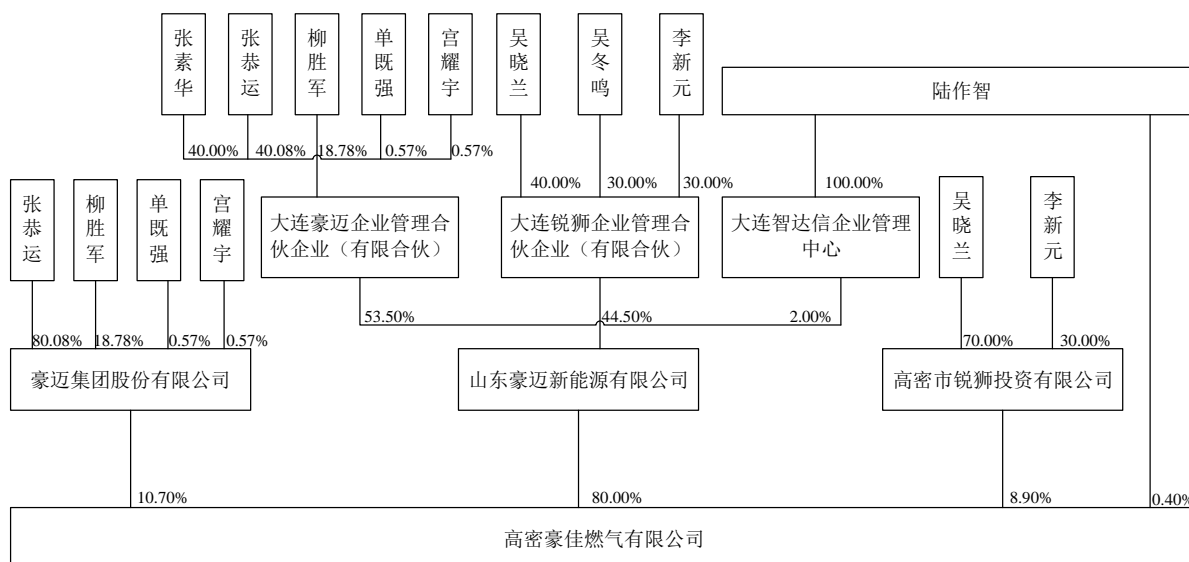 张素华
张恭运
柳胜军
单既强
宫耀宇
吴晓兰
吴冬鸣
李新元
陆作智
40.00%
40.08%
18.78%
0.57%
0.57%
40.00%
30.00%
30.00%
100.00%
张恭运
柳胜军
单既强
宫耀宇
大连豪迈企业管理合
伙企业（有限合伙）
大连锐狮企业管理合
伙企业（有限合伙）
大连智达信企业管理
中心
吴晓兰
李新元
53.50%
44.50%
2.00%
80.08%
18.78%
0.57%
0.57%
70.00%
30.00%
豪迈集团股份有限公司
山东豪迈新能源有限公司
高密市锐狮投资有限公司
10.70%
80.00%
8.90%
0.40%
高密豪佳燃气有限公司